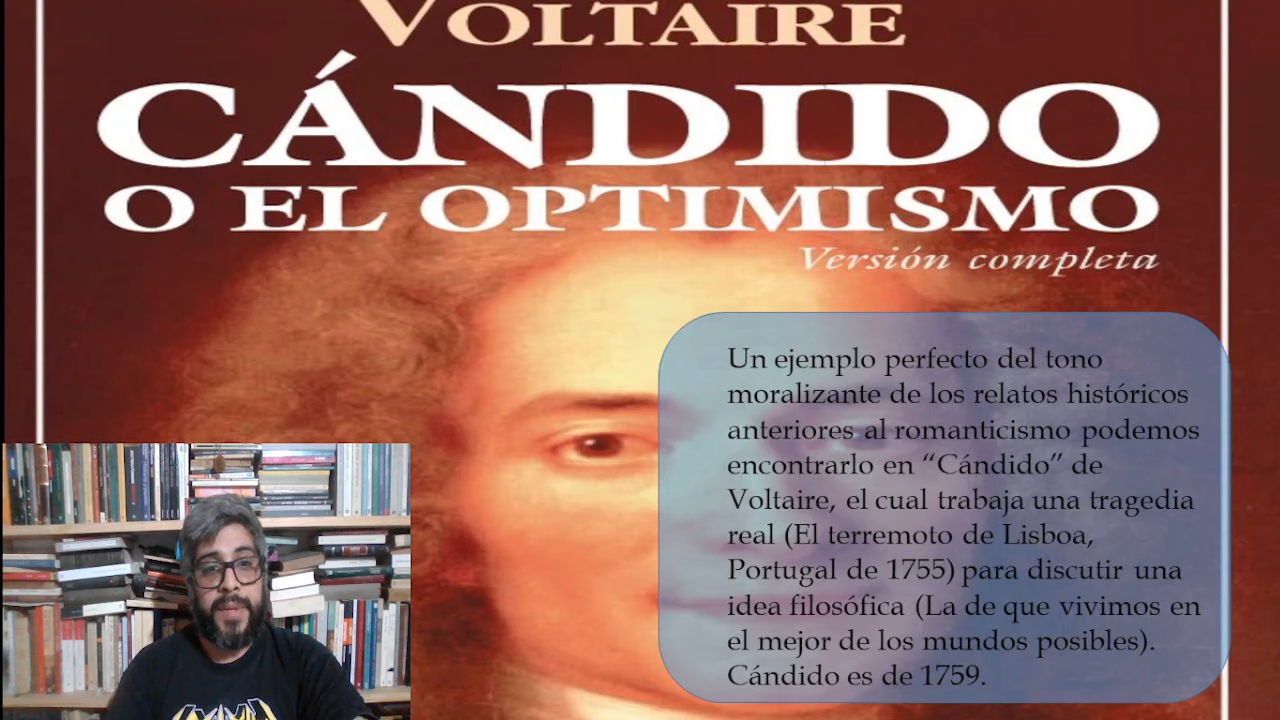 VOLTAIRE
CÁNDIDO
O EL OPTIMISMO
Versión completa
Un ejemplo perfecto del tono
moralizante de los relatos históricos
anteriores al romanticismo podemos
encontrarlo en “Cándido” de
Voltaire, el cual trabaja una tragedia
real (El terremoto de Lisboa,
Portugal de 1755) para discutir una
idea filosófica (La de que vivimos en
el mejor de los mundos posibles).
Cándido es de 1759.